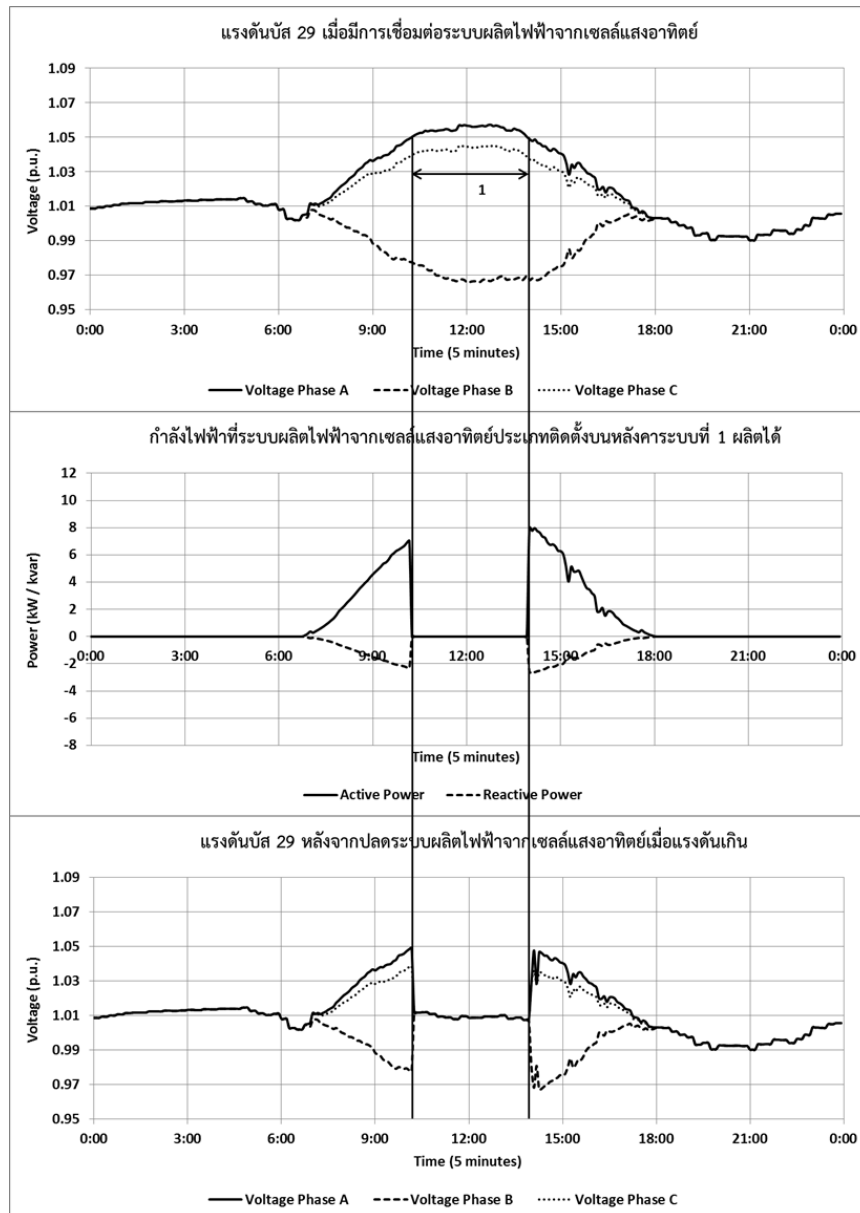 แรงดันบัส 29 เมื่อมีการเชื่อมต่อระบบผลิตไฟฟ้าจากเซลล์แสงอาทิตย์
1.09
1.07
1.05
1.03
1.01
0.99
0.97
0.95
Voltage (p.u.)
1
0:00 3:00 6:00 9:00 12:00 15:00 18:00 21:00 0:00
Time (5 minutes)
Voltage Phase A Voltage Phase B Voltage Phase C
กำลังไฟฟ้าที่ระบบผลิตไฟฟ้าจากเซลล์แสงอาทิตย์ประเภทติดตั้งบนหลังคาระบบที่ 1 ผลิตได้
12
10
8
6
4
2
0
-2
-4
-6
-8
Power (kW / kvar)
0:00 3:00 6:00 9:00 12:00 15:00 18:00 21:00 0:00
Time (5 minutes)
Active Power Reactive Power
แรงดันบัส 29 หลังจากปลดระบบผลิตไฟฟ้าจากเซลล์แสงอาทิตย์เมื่อแรงดันเกิน
1.09
1.07
1.05
1.03
1.01
0.99
0.97
0.95
Voltage (p.u.)
0:00 3:00 6:00 9:00 12:00 15:00 18:00 21:00 0:00
Time (5 minutes)
Voltage Phase A Voltage Phase B Voltage Phase C